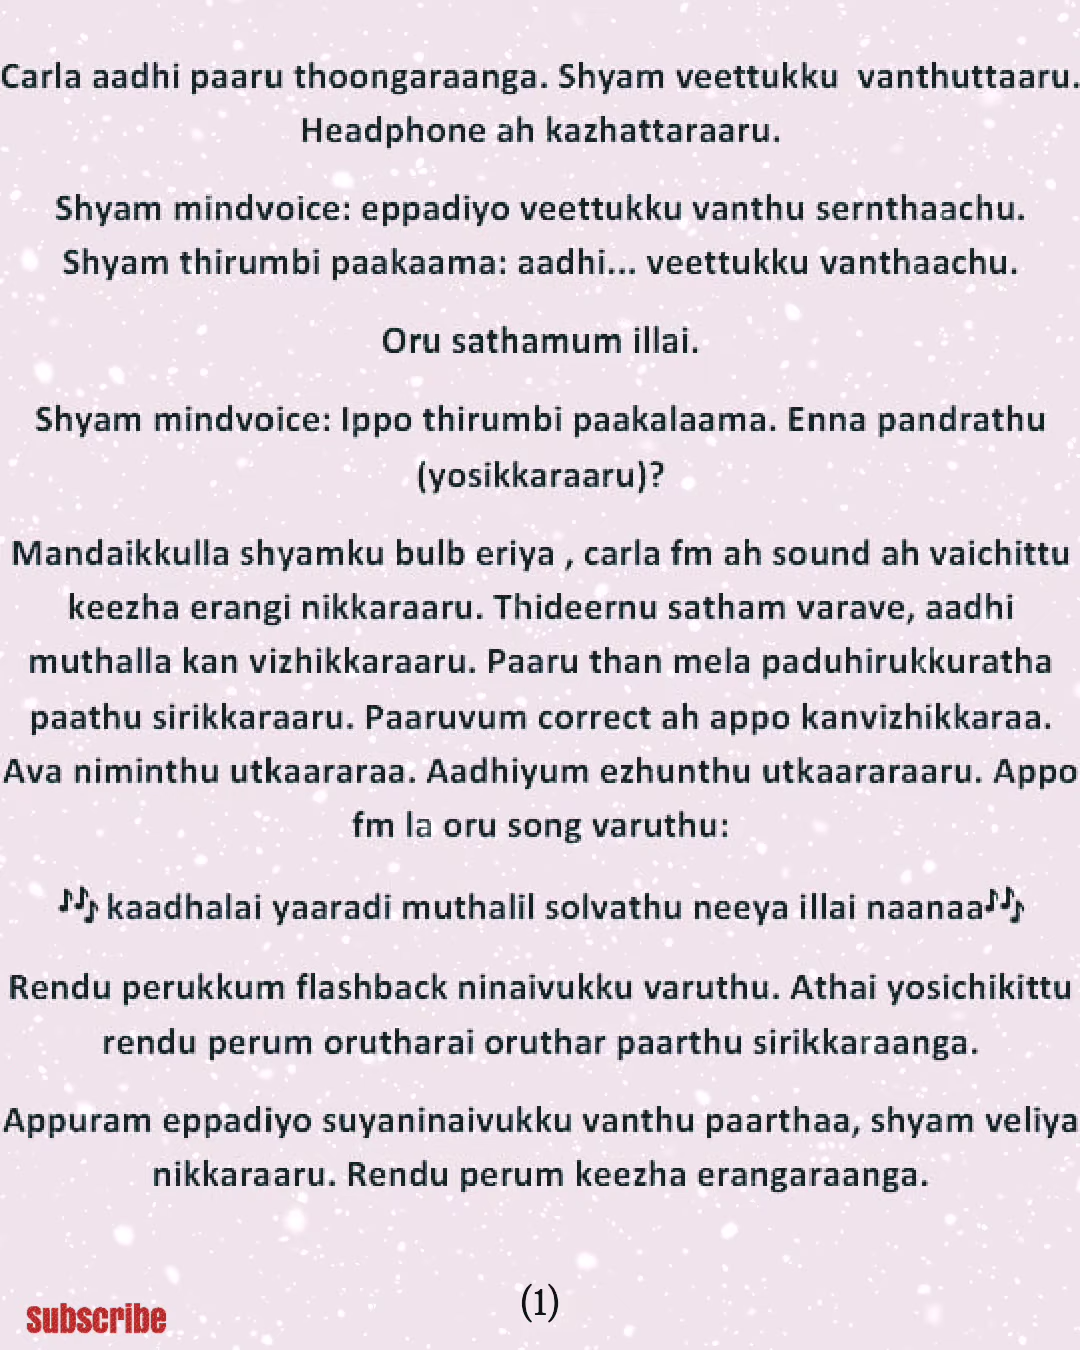 Carla aadhi paaru thoongaraanga. Shyam veettukku vanthuttaaru.
Headphone ah kazhattaraaru.
Shyam mindvoice: eppadiyo veettukku vanthu sernthaachu.
Shyam thirumbi paakaama: aadhi... veettukku vanthaachu.
Oru sathamum illai.
Shyam mindvoice: Ippo thirumbi paakalaama. Enna pandrathu
(yosikkaraaru)?
Mandaikkulla shyamku bulb eriya , carla fm ah sound ah vaichittu
keezha erangi nikkaraaru. Thideernu satham varave, aadhi
muthalla kan vizhikkaraaru. Paaru than mela paduhirukkuratha
paathu sirikkaraaru. Paaruvum correct ah appo kanvizhikkaraa.
Ava niminthu utkaararaa. Aadhiyum ezhunthu utkaararaaru. Appo
fm la oru song varuthu:
🎶 kaadhalai yaaradi muthalil solvathu neeya illai naanaa🎶
Rendu perukkum flashback ninaivukku varuthu. Athai yosichikittu
rendu perum orutharai oruthar paarthu sirikkaraanga.
Appuram eppadiyo suyaninaivukku vanthu paarthaa, shyam veliya
nikkaraaru. Rendu perum keezha erangaraanga.
(1)
subscribe